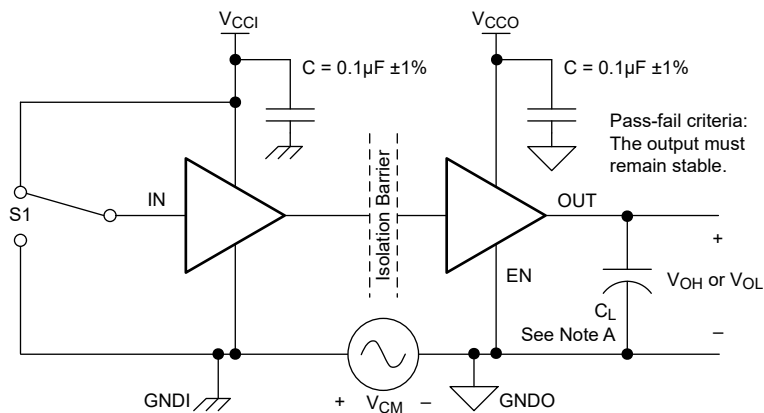 VCCI
VCCO
C = 0.1µF ±1%
C = 0.1µF ±1%
Pass-fail criteria:
The output must
remain stable.
S1
IN
Isolation Barrier
OUT
+
EN
VOH or VOL
CL
See Note A
–
GNDI
+ VCM –
GNDO